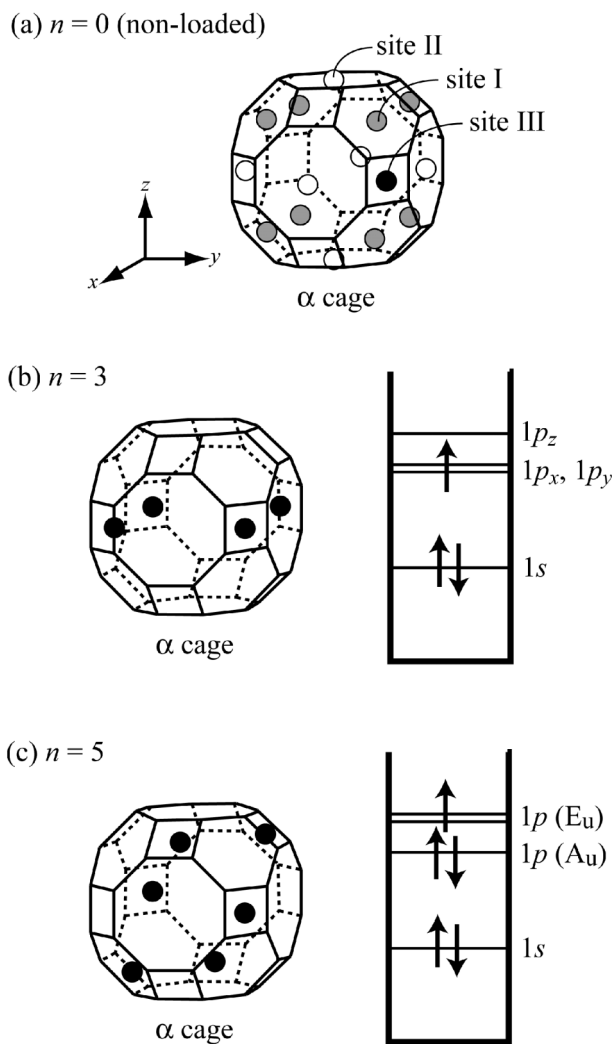 (a) n = 0 (non-loaded)
site II
site I
site III
z
y
x
α cage
(b) n = 3
1pz
1px, 1py
1s
α cage
(c) n = 5
1p (Eu)
1p (Au)
1s
α cage